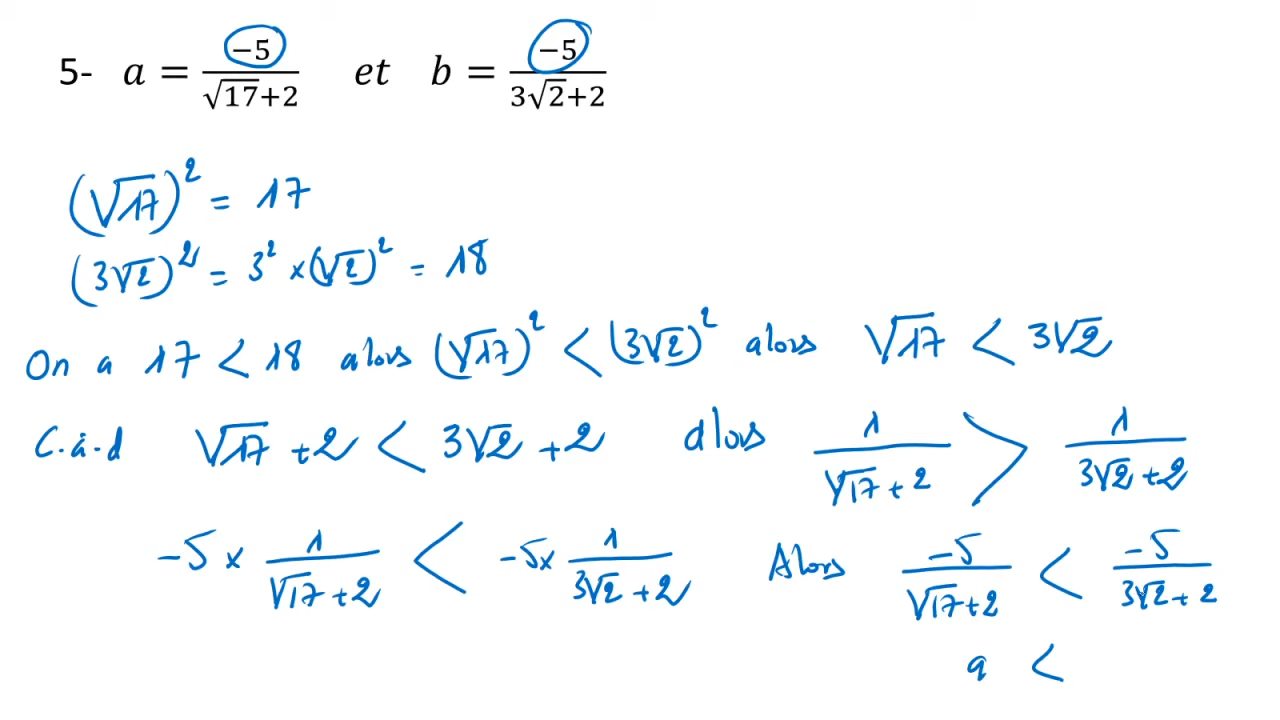 5- a = −5/(√17+2) et b = −5/(3√2+2)
(√17)² = 17
(3√2)² = 3² × (√2)² = 18
On a 17 < 18 alors (√17)² < (3√2)² alors √17 < 3√2
C.à-d √17 + 2 < 3√2 + 2 alors 1/(√17 + 2) > 1/(3√2 + 2)
-5 × 1/(√17 + 2) < -5 × 1/(3√2 + 2) Alors -5/(√17 + 2) < -5/(3√2 + 2)
a <